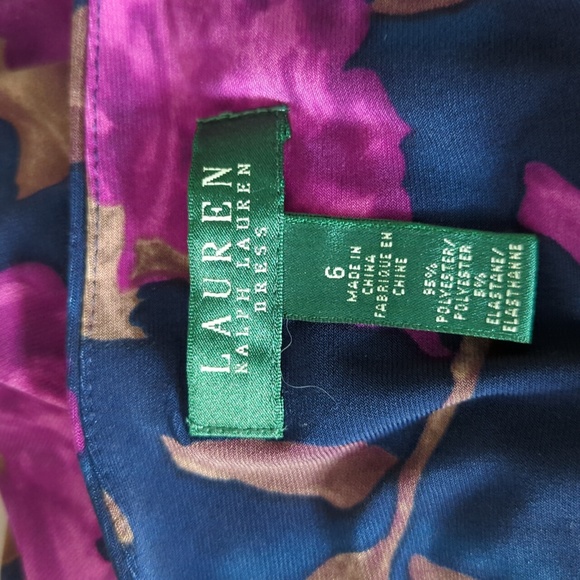 LAUREN
RALPH LAUREN
DRESS
6
MADE IN
CHINA
FABRIQUE EN
CHINE
95%
POLYESTER/
POLYESTER
5%
ELASTANE/
ELASTHANNE